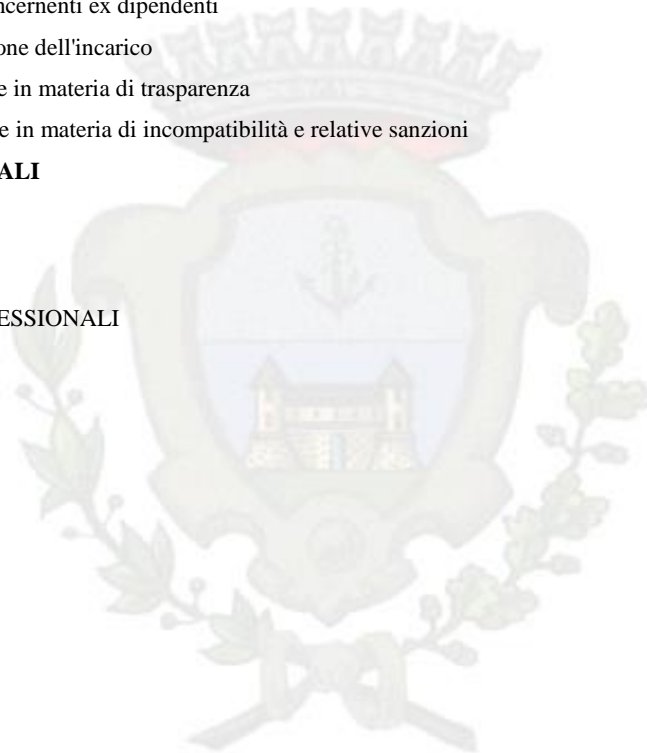 ncernenti ex dipendenti
one dell'incarico
e in materia di trasparenza
e in materia di incompatibilità e relative sanzioni
ALI
ESSIONALI